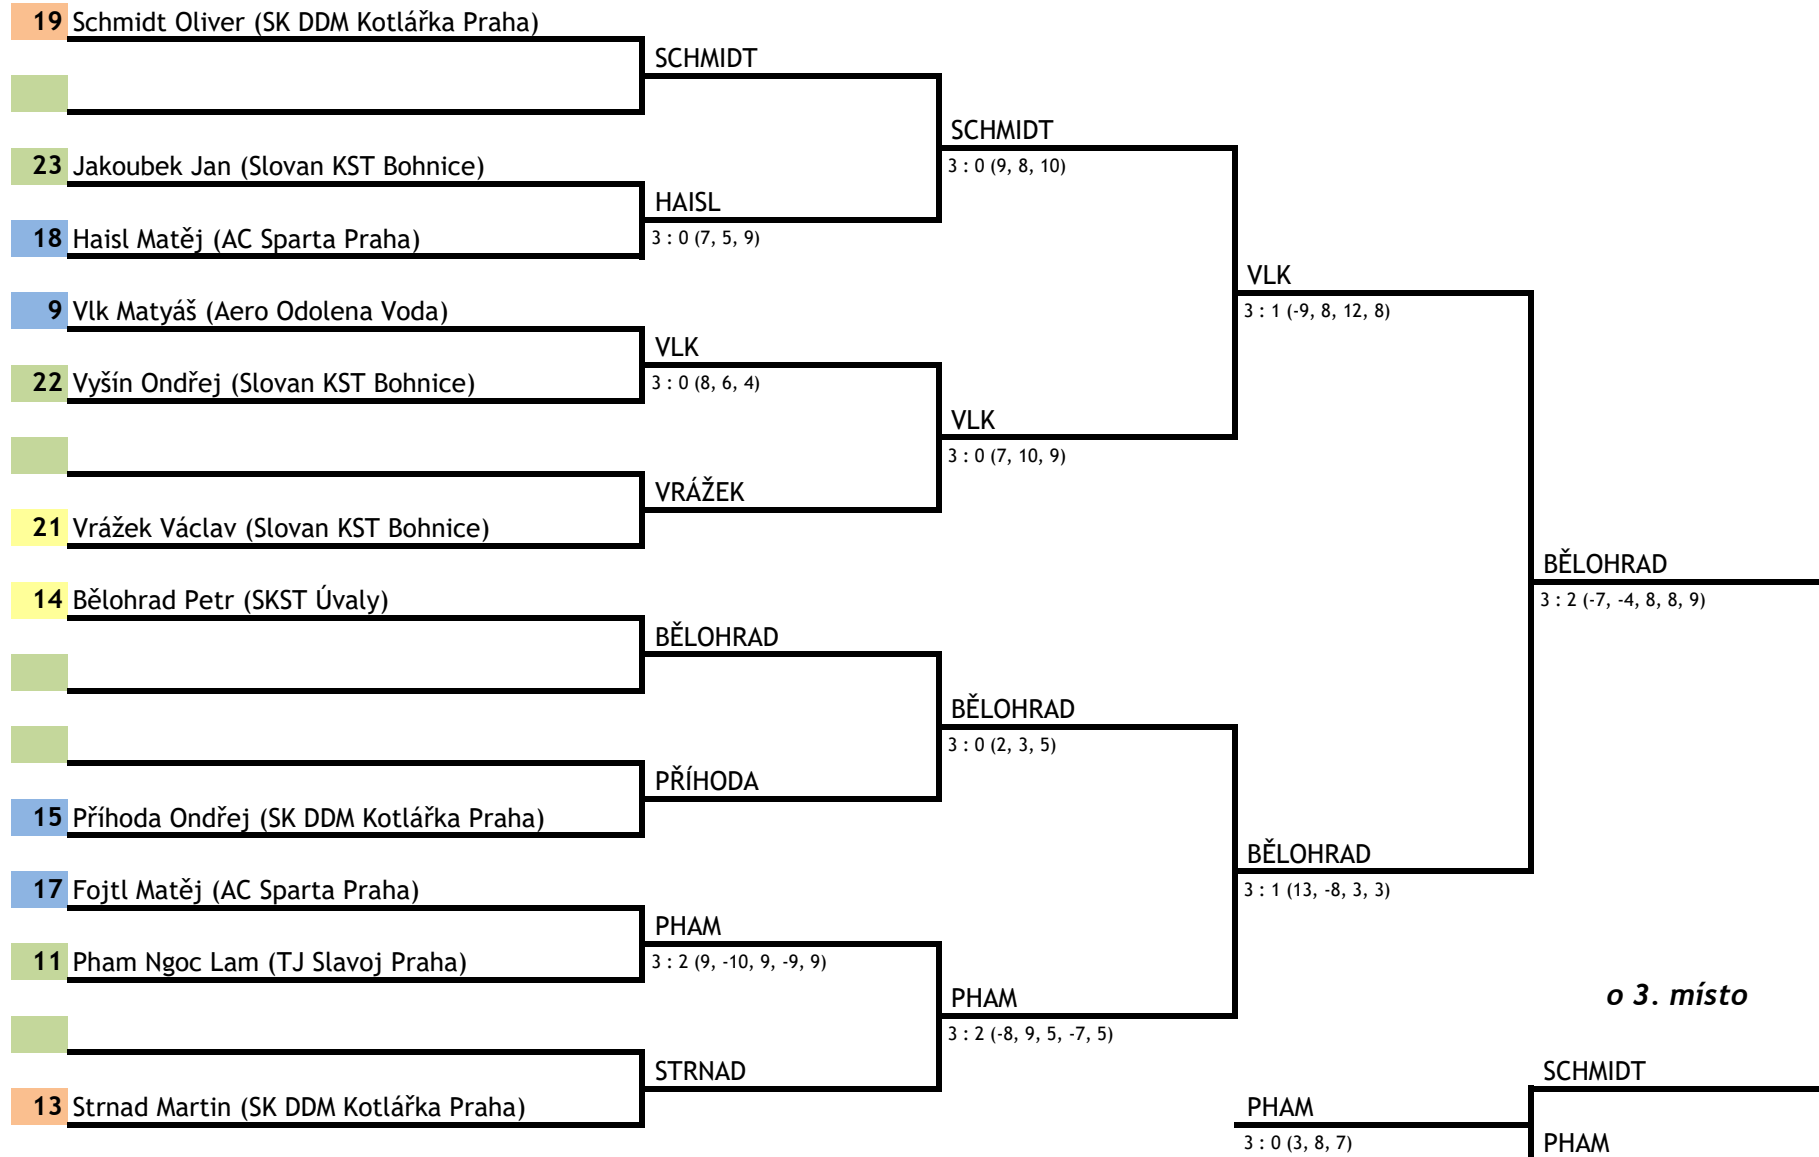 19 Schmidt Oliver (SK DDM Kotlářka Praha)
SCHMIDT
SCHMIDT
3 : 0 (9, 8, 10)
23 Jakoubek Jan (Slovan KST Bohnice)
HAISL
3 : 0 (7, 5, 9)
18 Haisl Matěj (AC Sparta Praha)
VLK
3 : 1 (-9, 8, 12, 8)
9 Vlk Matyáš (Aero Odolena Voda)
VLK
3 : 0 (8, 6, 4)
22 Vyšín Ondřej (Slovan KST Bohnice)
VLK
3 : 0 (7, 10, 9)
VRÁŽEK
21 Vrážek Václav (Slovan KST Bohnice)
BĚLOHRAD
3 : 2 (-7, -4, 8, 8, 9)
14 Bělohrad Petr (SKST Úvaly)
BĚLOHRAD
BĚLOHRAD
3 : 0 (2, 3, 5)
PŘÍHODA
15 Příhoda Ondřej (SK DDM Kotlářka Praha)
BĚLOHRAD
3 : 1 (13, -8, 3, 3)
17 Fojtl Matěj (AC Sparta Praha)
PHAM
3 : 2 (9, -10, 9, -9, 9)
11 Pham Ngoc Lam (TJ Slavoj Praha)
PHAM
3 : 2 (-8, 9, 5, -7, 5)
o 3. místo
STRNAD
SCHMIDT
13 Strnad Martin (SK DDM Kotlářka Praha)
PHAM
3 : 0 (3, 8, 7)
PHAM